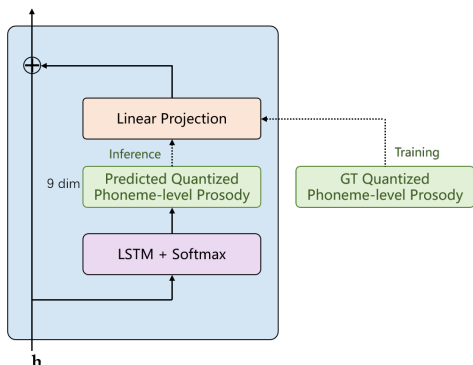 Linear Projection
Inference
Training
9 dim
Predicted Quantized
Phoneme-level Prosody
GT Quantized
Phoneme-level Prosody
LSTM + Softmax
h